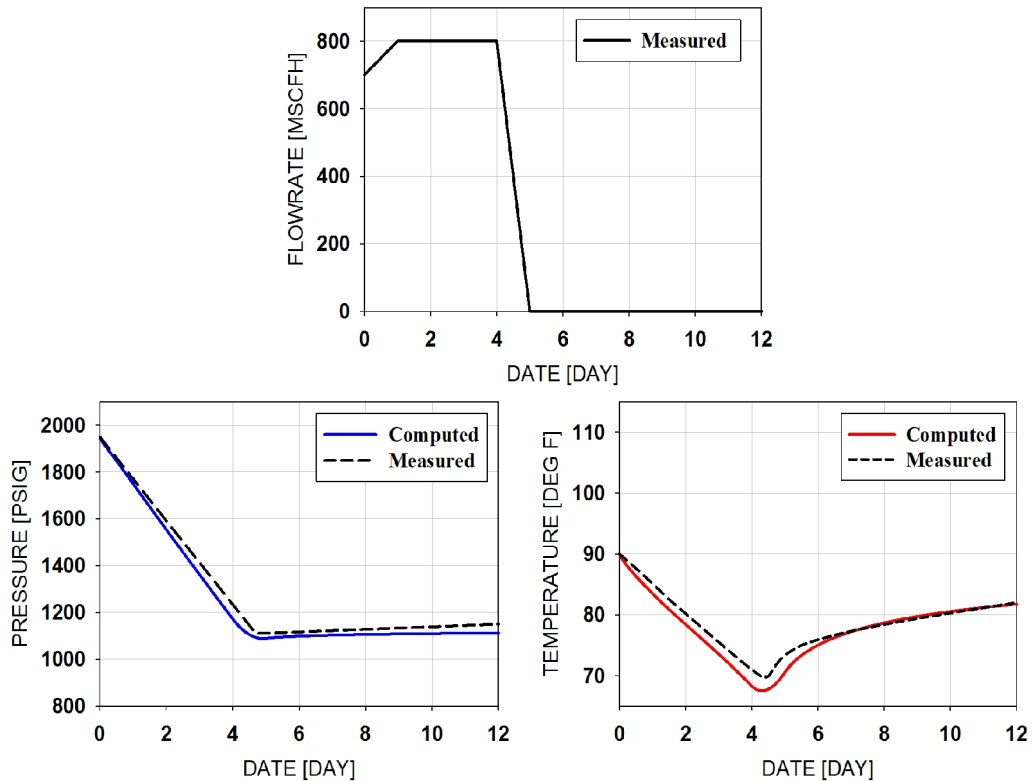 FLOWRATE [MSCFH]
800
600
400
200
0
Measured
0 2 4 6 8 10 12
DATE [DAY]
PRESSURE [PSIG]
2000
1800
1600
1400
1200
1000
800
Computed
Measured
0 2 4 6 8 10 12
DATE [DAY]
TEMPERATURE [DEG F]
110
100
90
80
70
Computed
Measured
0 2 4 6 8 10 12
DATE [DAY]